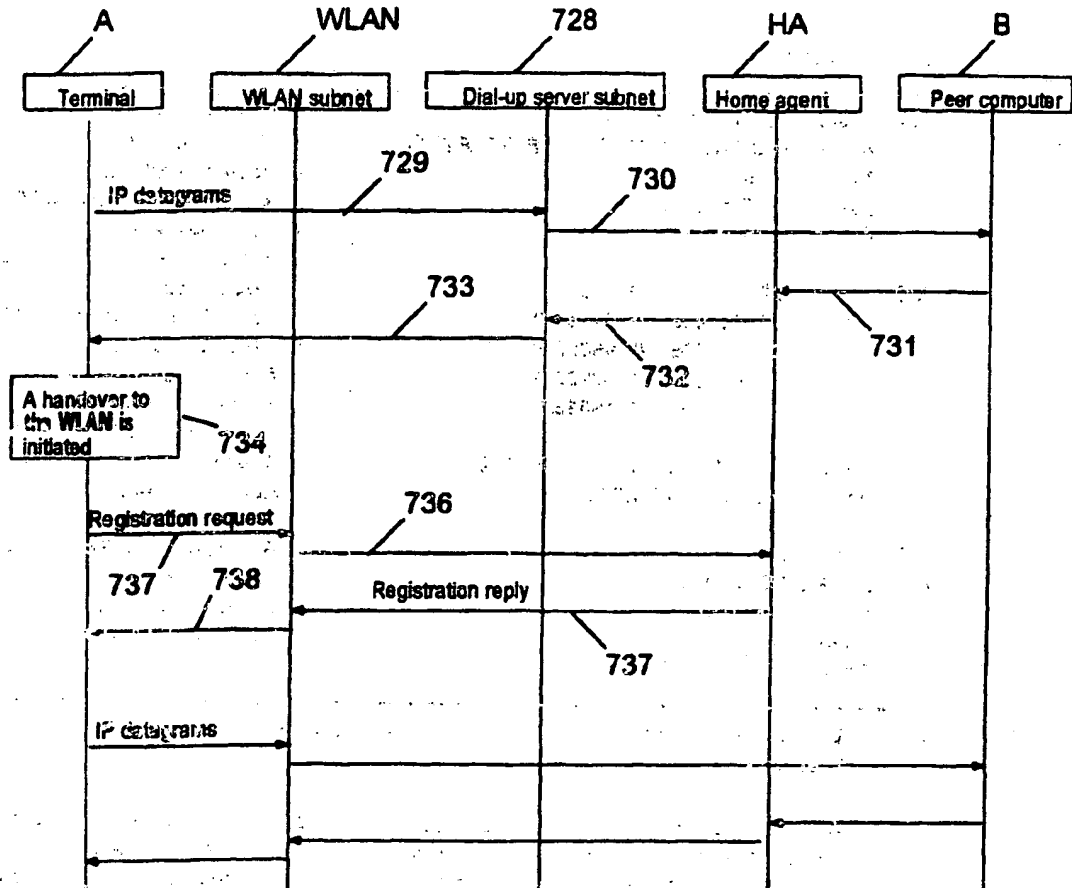 A
WLAN
728
HA
B
Terminal
WLAN subnet
Dial-up server subnet
Home agent
Peer computer
729
IP datagrams
730
733
731
732
A handover to
the WLAN is
initiated
734
736
Registration request
737
738
Registration reply
737
IP datagrams